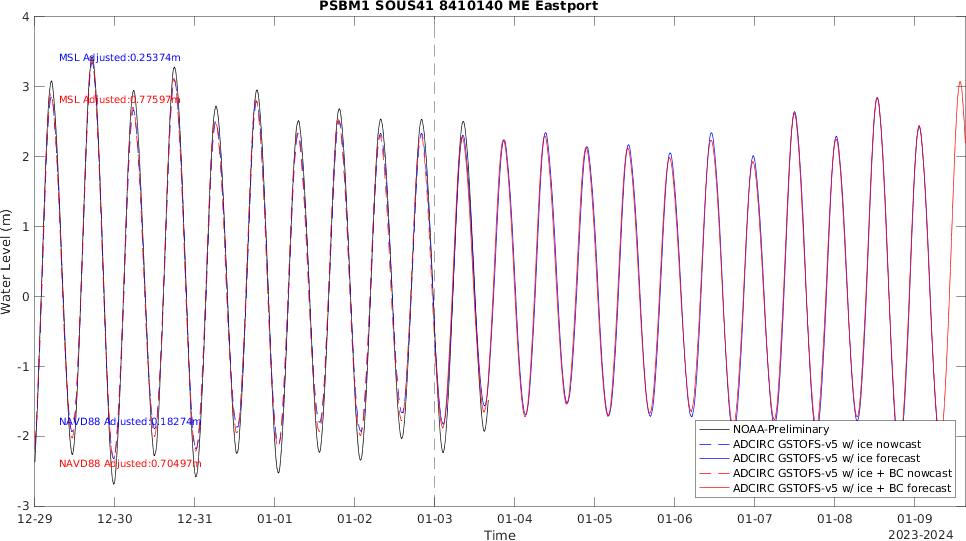 PSBM1 SOUS41 8410140 ME Eastport
4
3
2
1
0
-1
-2
-3
Water Level (m)
MSL Adjusted:0.25374m
MSL Adjusted:0.77597m
NAVD88 Adjusted:0.18274m
NAVD88 Adjusted:0.70497m
NOAA-Preliminary
ADCIRC GSTOFS-v5 w/ ice nowcast
ADCIRC GSTOFS-v5 w/ ice forecast
ADCIRC GSTOFS-v5 w/ ice + BC nowcast
ADCIRC GSTOFS-v5 w/ ice + BC forecast
12-29 12-30 12-31 01-01 01-02 01-03 01-04 01-05 01-06 01-07 01-08 01-09
Time
2023-2024